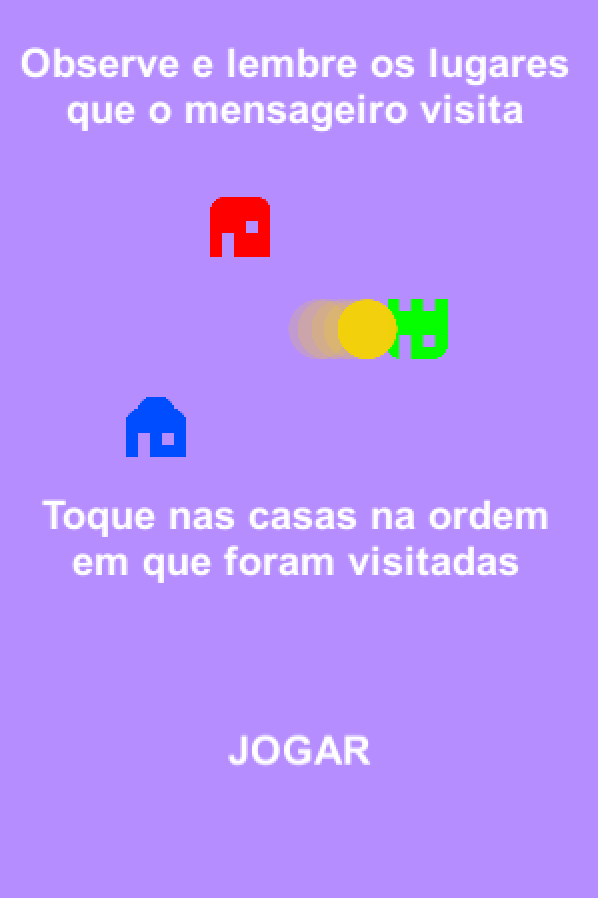 Observe e lembre os lugares
que o mensageiro visita
Toque nas casas na ordem
em que foram visitadas
JOGAR